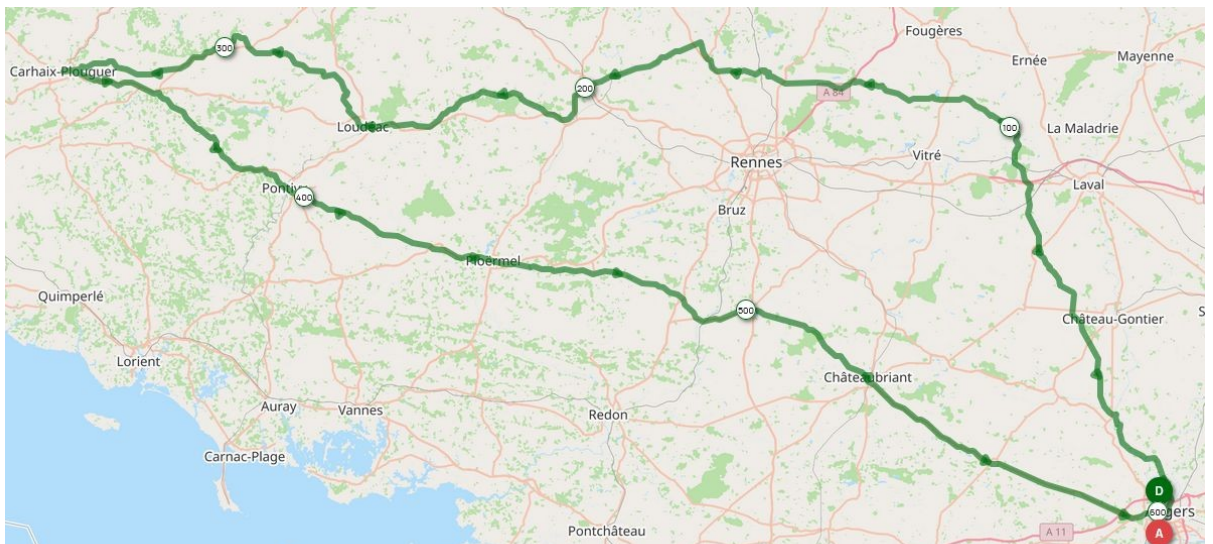 Fougères
Ernée
Mayenne
300
Carhaix-Plouguer
200
A 84
100
La Maladrie
Loudéac
Rennes
Vitré
Laval
Pontivy
400
Bruz
Ploërmel
Quimperlé
500
Château-Gontier
S
Lorient
Châteaubriant
Auray
Vannes
Redon
Carnac-Plage
D
600
gers
Pontchâteau
A 11
A